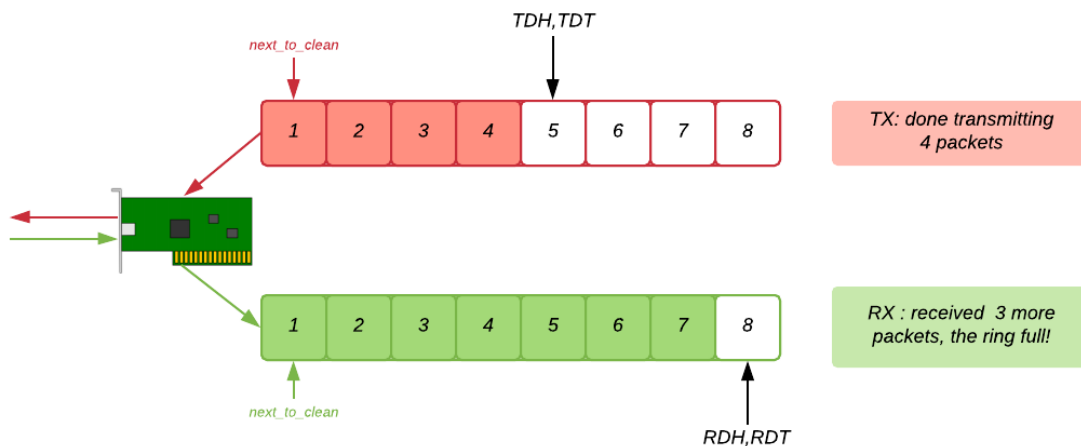 TDH,TDT
next_to_clean
1 2 3 4 5 6 7 8
TX: done transmitting
4 packets
1 2 3 4 5 6 7 8
RX : received 3 more
packets, the ring full!
next_to_clean
RDH,RDT